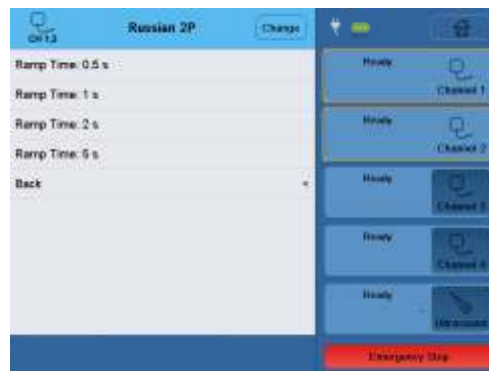 CH 1,2
Russian 2P
Change
Ramp Time: 0.5 s
Ramp Time: 1 s
Ramp Time: 2 s
Ramp Time: 5 s
Back
Ready
Channel 1
Ready
Channel 2
Ready
Channel 3
Ready
Channel 4
Ready
Ultrasound
Emergency Stop